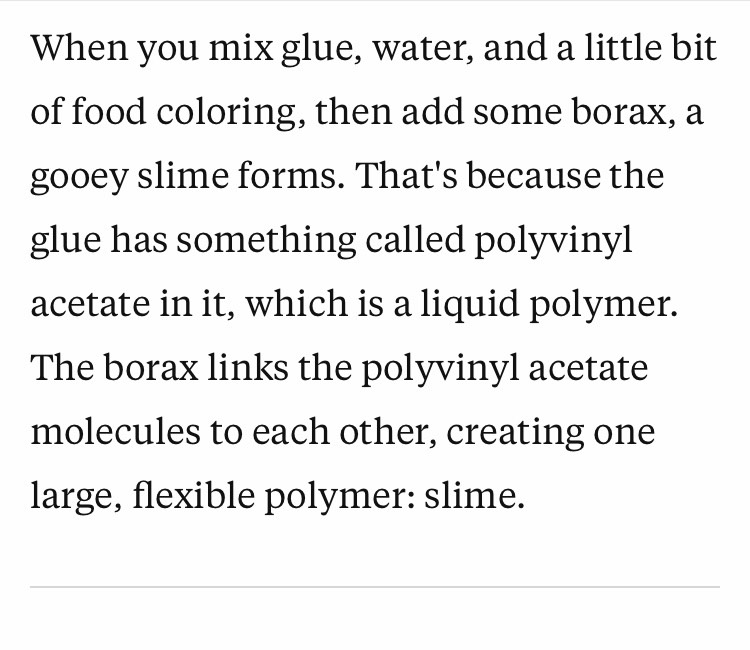 When you mix glue, water, and a little bit
of food coloring, then add some borax, a
gooey slime forms. That's because the
glue has something called polyvinyl
acetate in it, which is a liquid polymer.
The borax links the polyvinyl acetate
molecules to each other, creating one
large, flexible polymer: slime.